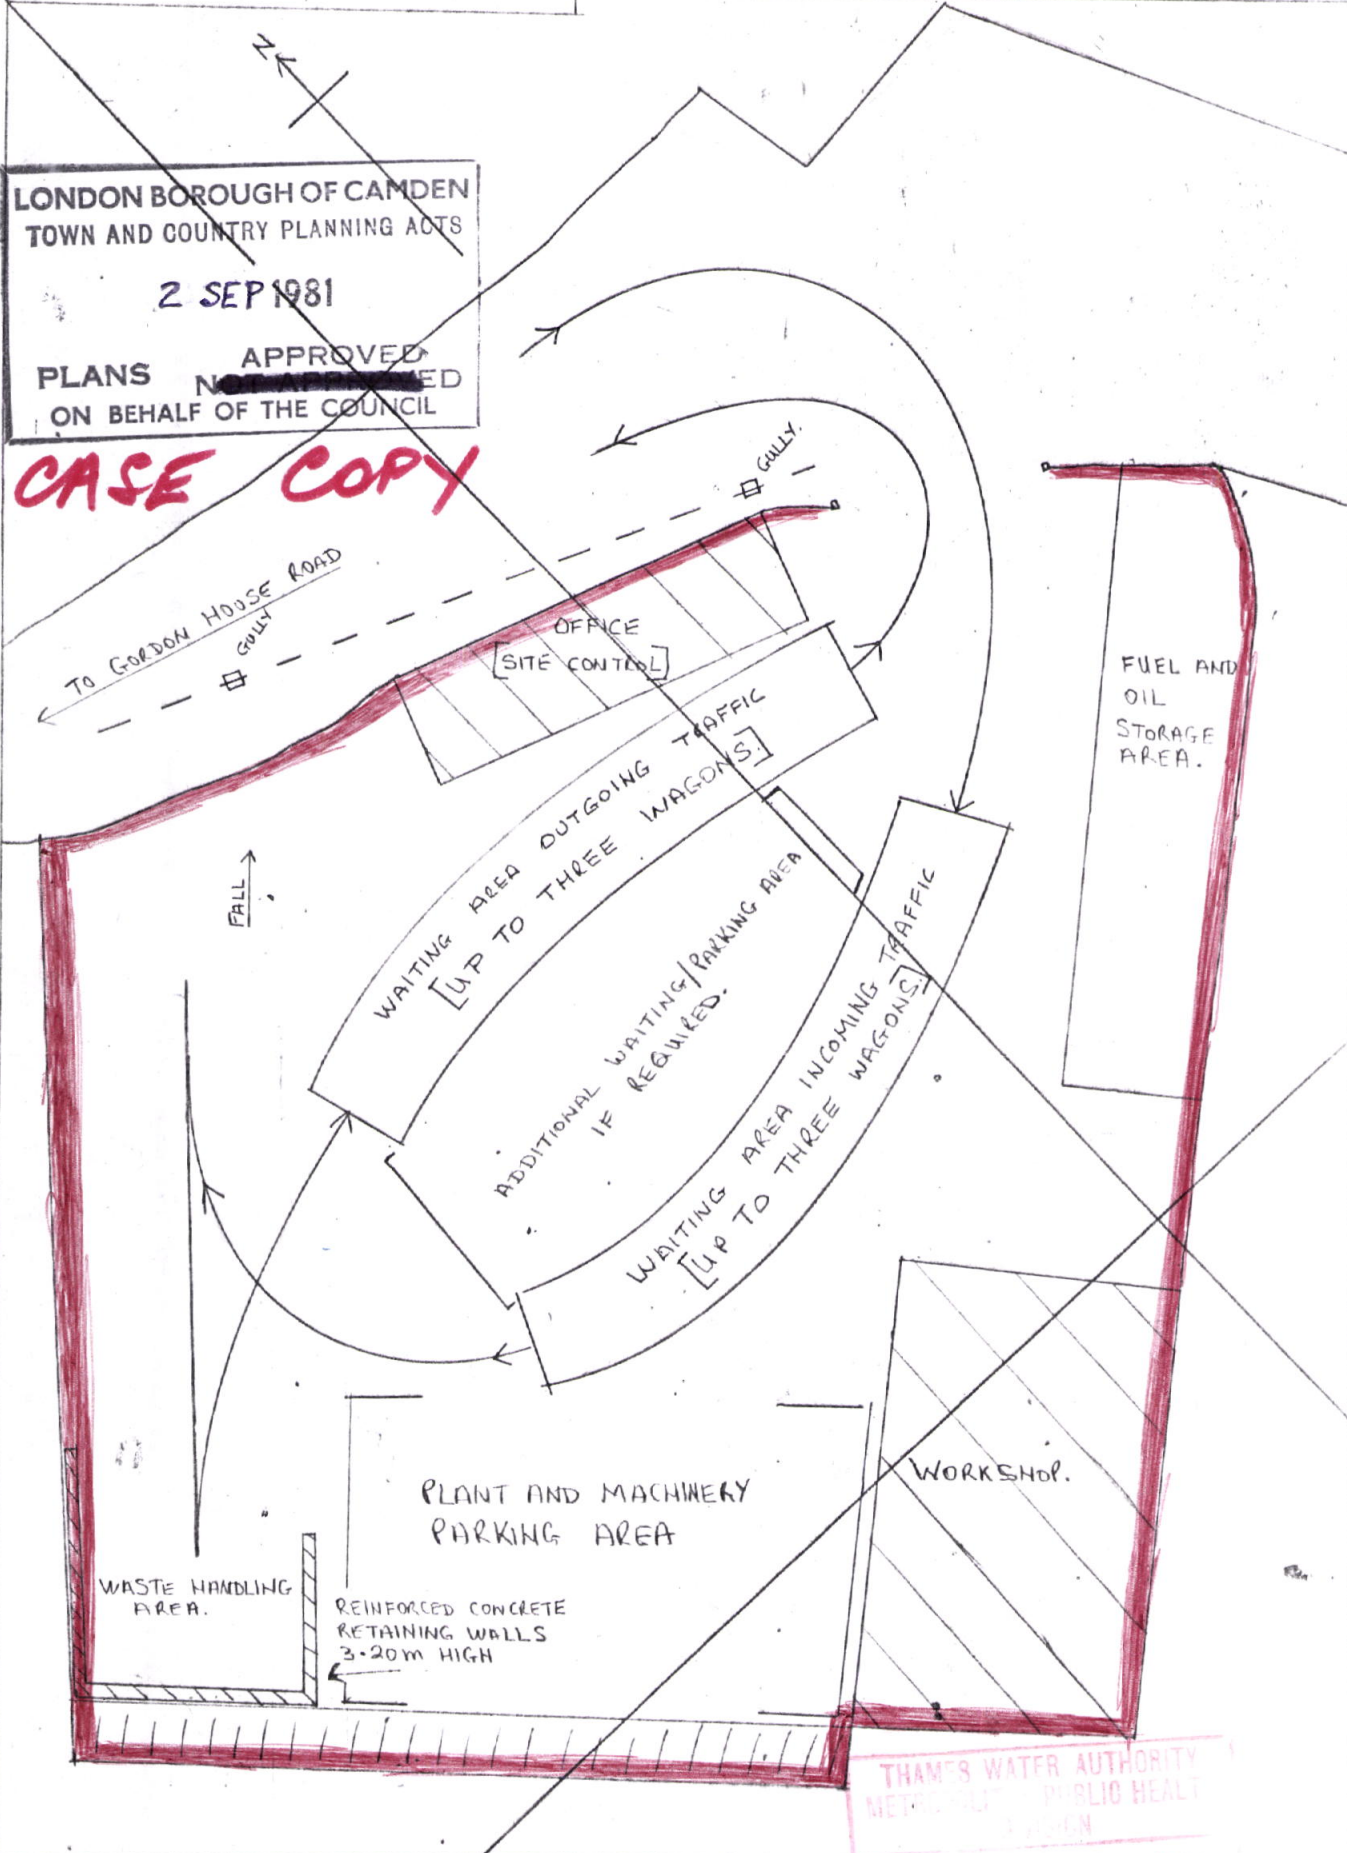 N
LONDON BOROUGH OF CAMDEN
TOWN AND COUNTRY PLANNING ACTS
2 SEP 1981
APPROVED
PLANS NOT APPROVED
ON BEHALF OF THE COUNCIL
CASE COPY
GULLY.
TO GORDON HOUSE ROAD
GULLY
OFFICE
[SITE CONTROL]
FUEL AND
OIL
STORAGE
AREA.
WAITING AREA OUTGOING TRAFFIC
[UP TO THREE WAGONS.]
FALL
ADDITIONAL WAITING/PARKING AREA
IF REQUIRED.
WAITING AREA INCOMING TRAFFIC
[UP TO THREE WAGONS.]
WORKSHOP.
PLANT AND MACHINERY
PARKING AREA
WASTE HANDLING
AREA.
REINFORCED CONCRETE
RETAINING WALLS
3.20m HIGH
THAMES WATER AUTHORITY
PUBLIC HEALT